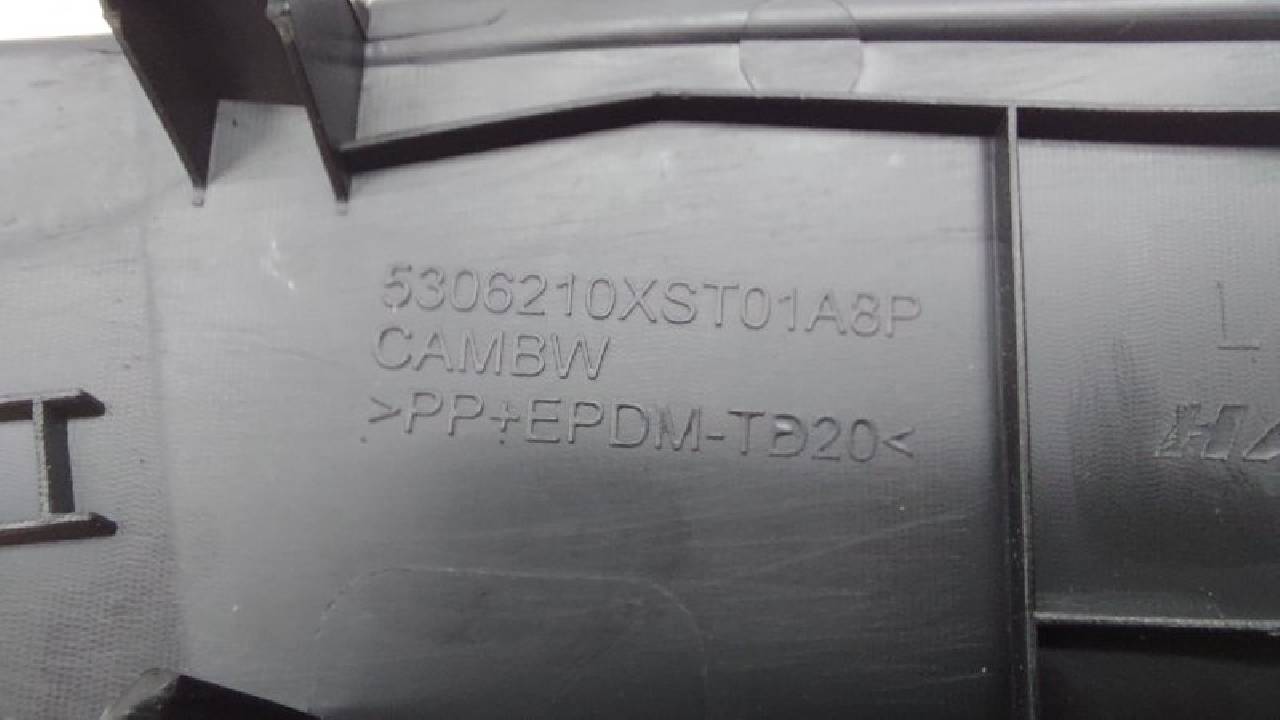 5306210XST01A8P
CAMBW
>PP+EPDM-TD20<
L